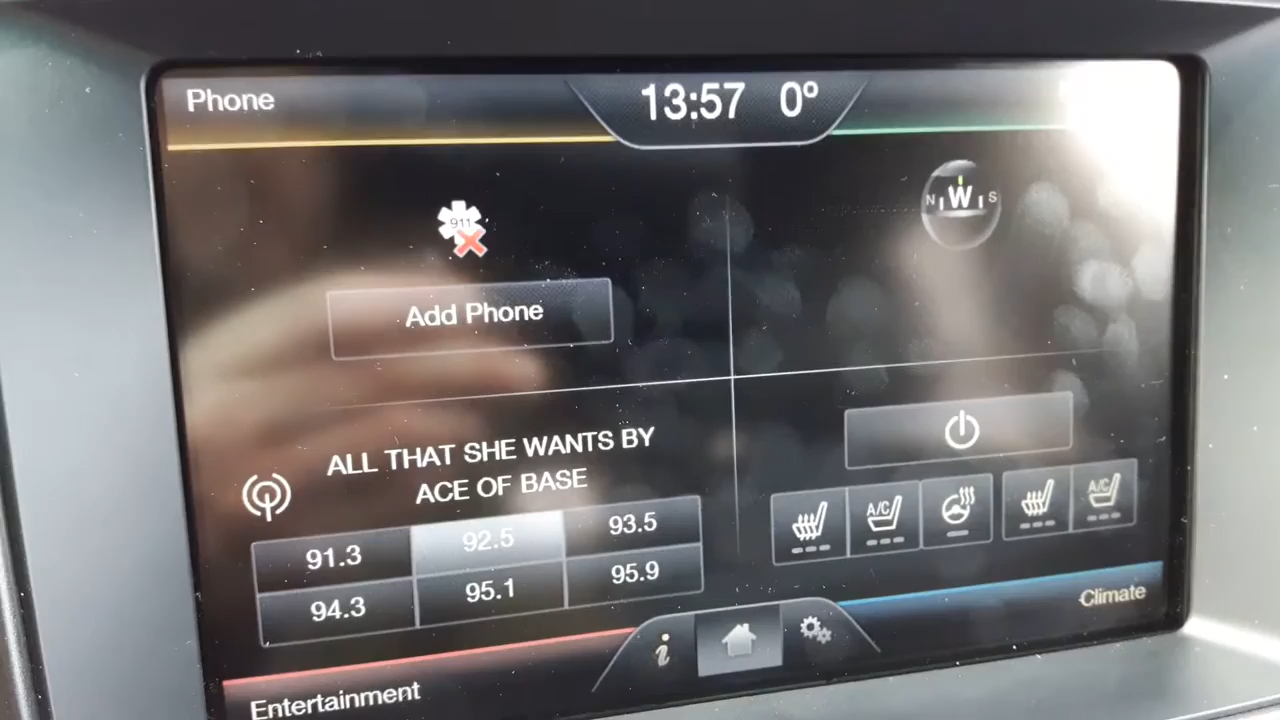 Phone
13:57 0°
911
N W S
Add Phone
ALL THAT SHE WANTS BY
ACE OF BASE
91.3 92.5 93.5
94.3 95.1 95.9
A/C
A/C
Climate
i
Entertainment